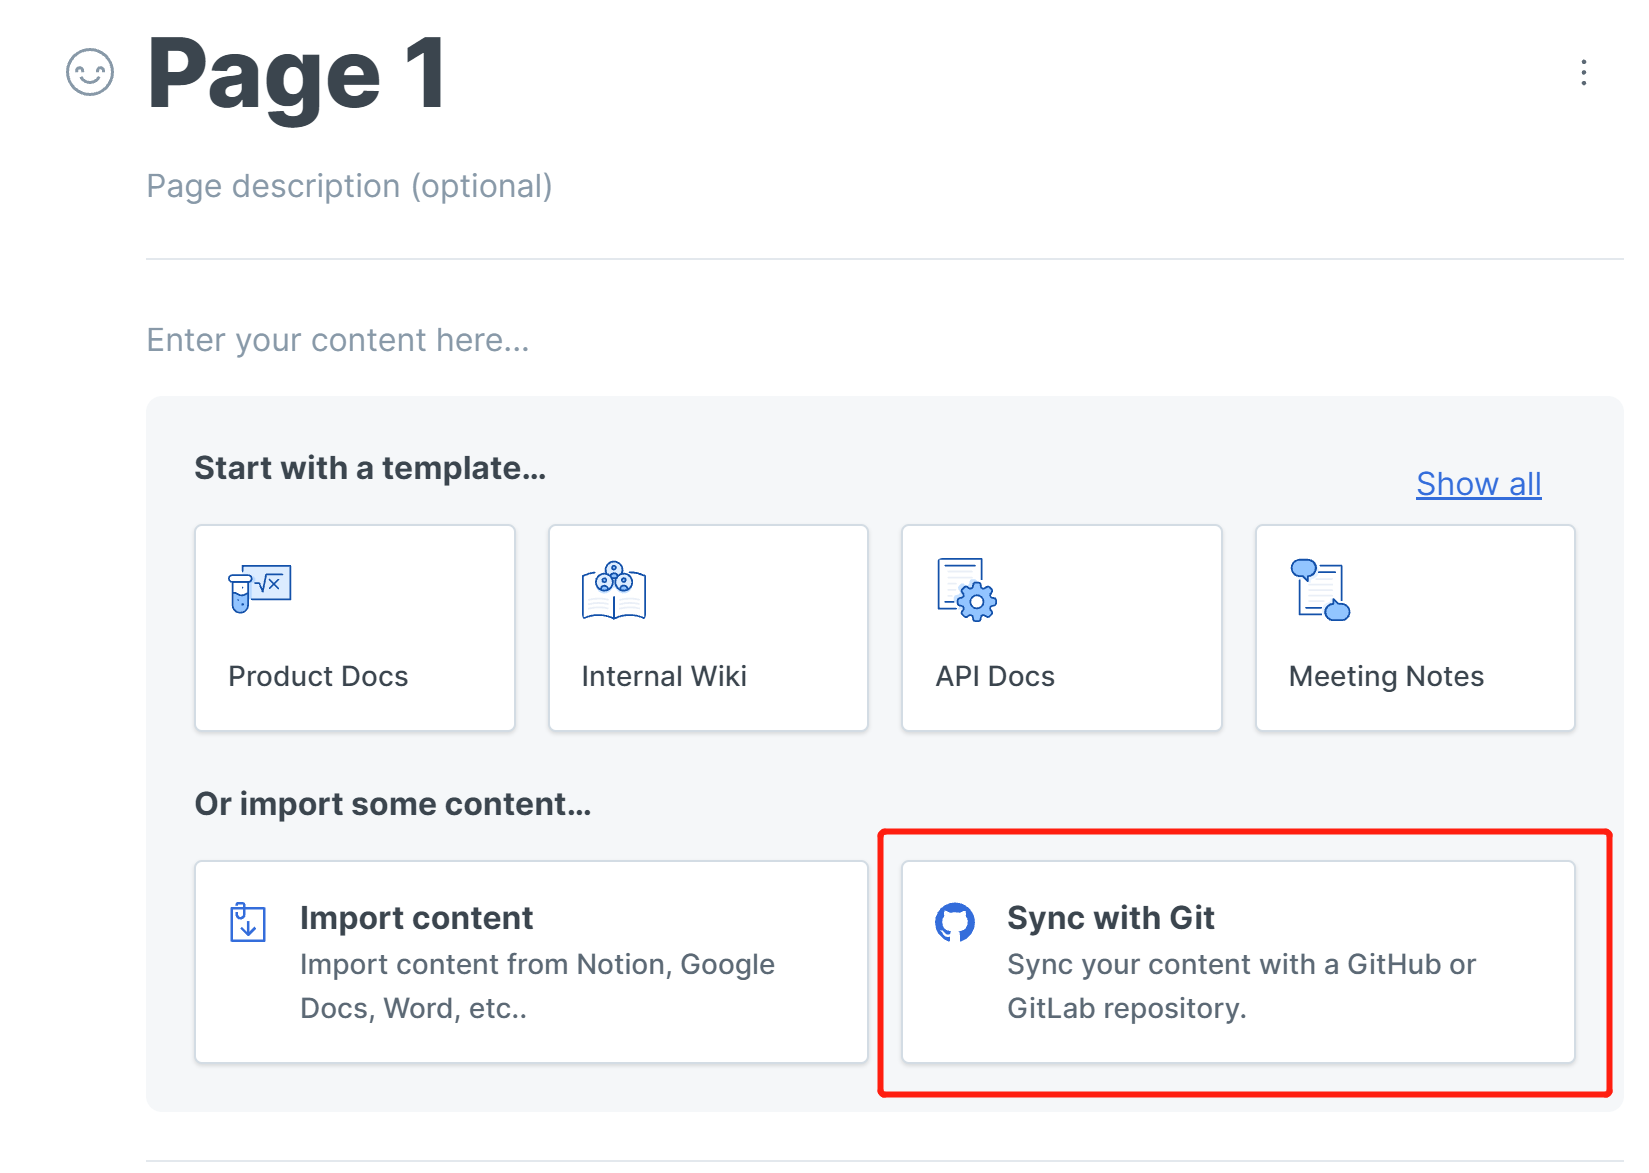 Page 1
Page description (optional)
Enter your content here...
Start with a template...
Show all
Product Docs
Internal Wiki
API Docs
Meeting Notes
Or import some content...
Import content
Import content from Notion, Google
Docs, Word, etc..
Sync with Git
Sync your content with a GitHub or
GitLab repository.